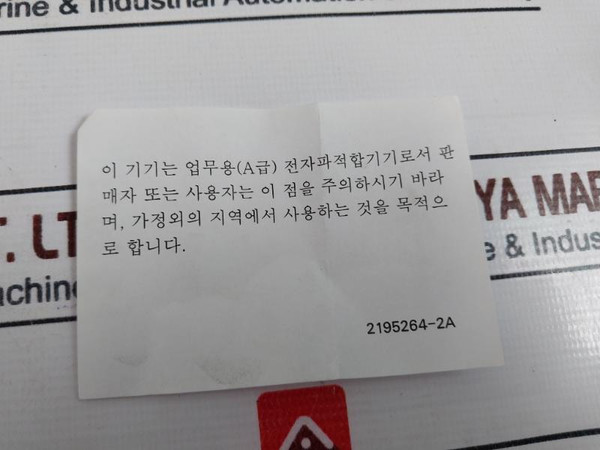 rine & Industrial Automation
이 기기는 업무용(A급) 전자파적합기기로서 판
매자 또는 사용자는 이 점을 주의하시기 바라
며, 가정외의 지역에서 사용하는 것을 목적으
로 합니다.
2195264-2A
T. LT
YA MAR
achine
e & Indus